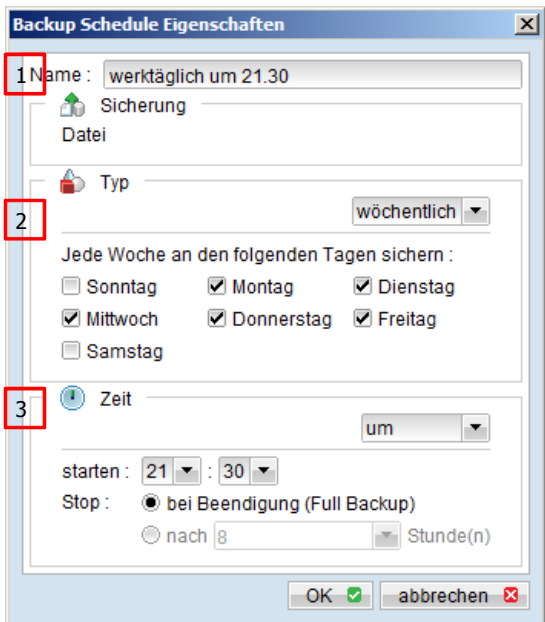 Backup Schedule Eigenschaften
1 Name : werktäglich um 21.30
Sicherung
Datei
Typ
2 wöchentlich
Jede Woche an den folgenden Tagen sichern :
Sonntag Montag Dienstag
Mittwoch Donnerstag Freitag
Samstag
3 Zeit
um
starten : 21 : 30
Stop : bei Beendigung (Full Backup)
nach 8 Stunde(n)
OK abbrechen